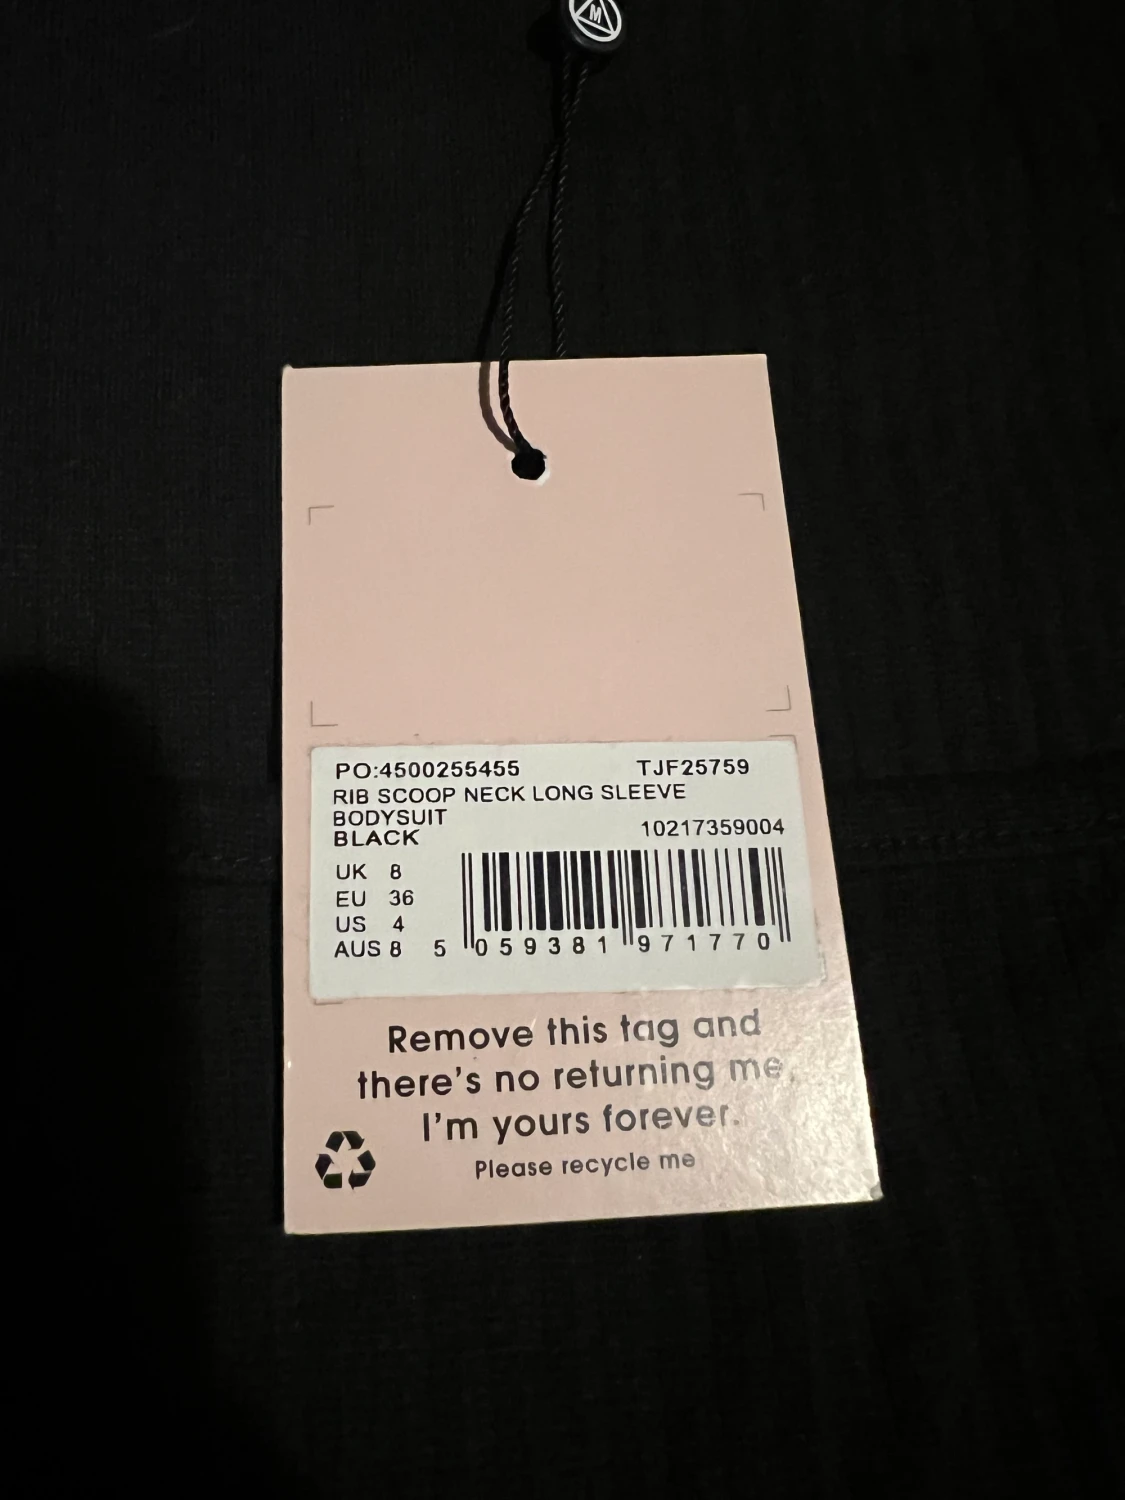 M
PO:4500255455 TJF25759
RIB SCOOP NECK LONG SLEEVE
BODYSUIT
BLACK 10217359004
UK 8
EU 36
US 4
AUS 8
5 059381 971770
Remove this tag and
there's no returning me,
I'm yours forever.
Please recycle me